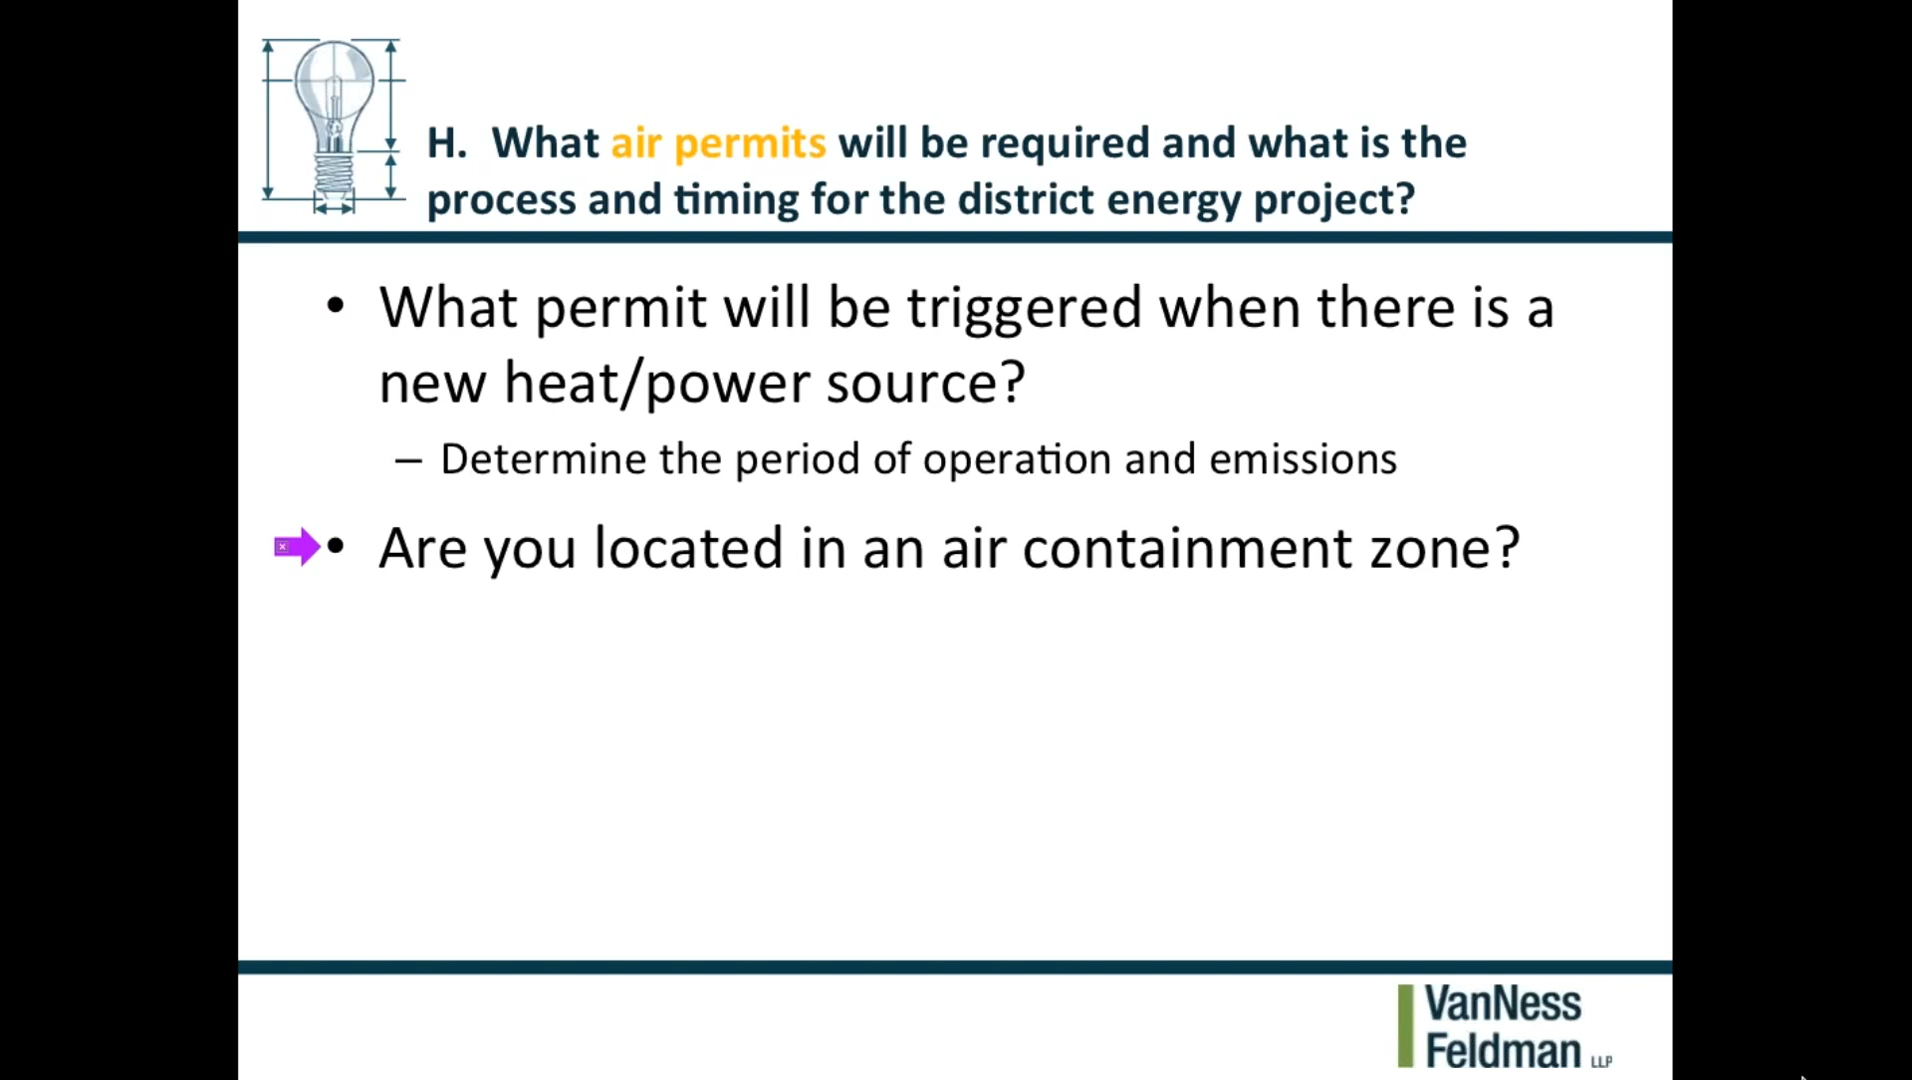 H. What air permits will be required and what is the
process and timing for the district energy project?
• What permit will be triggered when there is a
new heat/power source?
– Determine the period of operation and emissions
• Are you located in an air containment zone?
VanNess
Feldman LLP